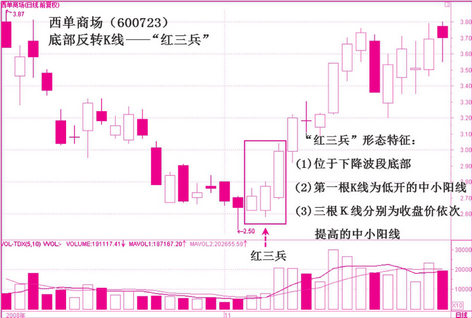 西单商场(日线 前复权)
3.87
西单商场（600723）
底部反转K线——“红三兵”
3.80
3.70
3.60
3.50
3.40
3.30
3.20
3.10
3.00
2.90
2.80
2.70
2.60
“红三兵”形态特征：
(1)位于下降波段底部
(2)第一根K线为低开的中小阳线
(3)三根K线分别为收盘价依次
提高的中小阳线
2.50
红三兵
VOL-TDX(5,10) VVOL:- VOLUME:191117.41 MAVOL1:187167.20 MAVOL2:202655.50
30000
20000
10000
X10
2008年
11
日线